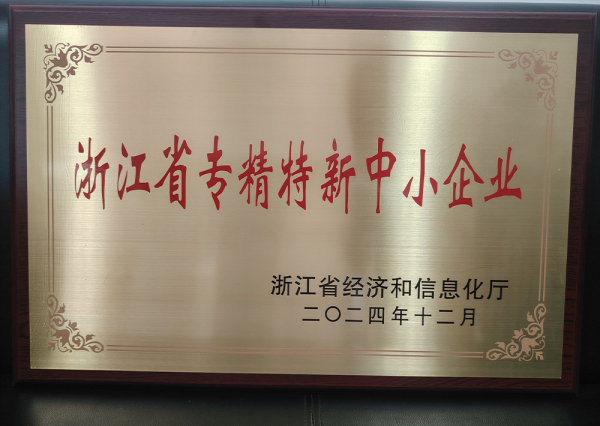 浙江省专精特新中小企业
浙江省经济和信息化厅
二〇二四年十二月